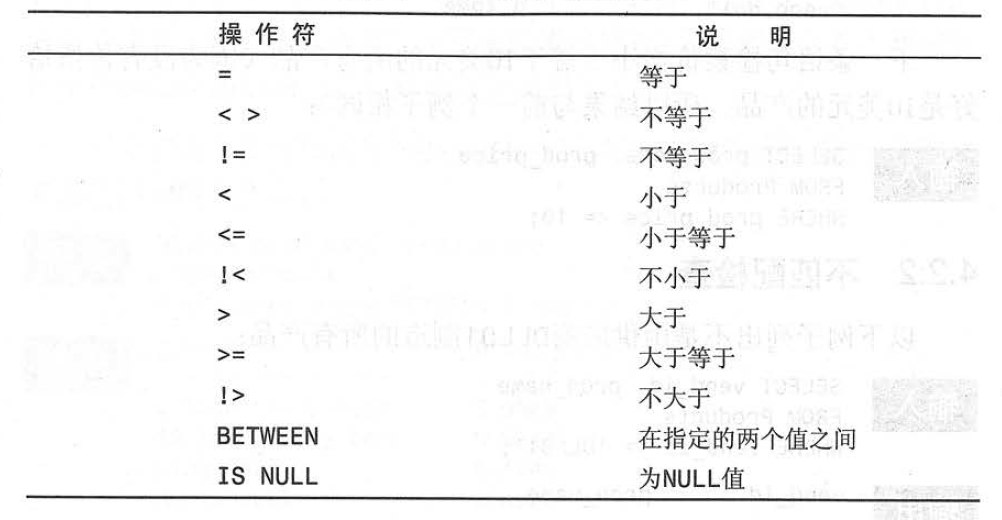 操作符 说明
= 等于
< > 不等于
!= 不等于
< 小于
<= 小于等于
!< 不小于
> 大于
>= 大于等于
!> 不大于
BETWEEN 在指定的两个值之间
IS NULL 为NULL值